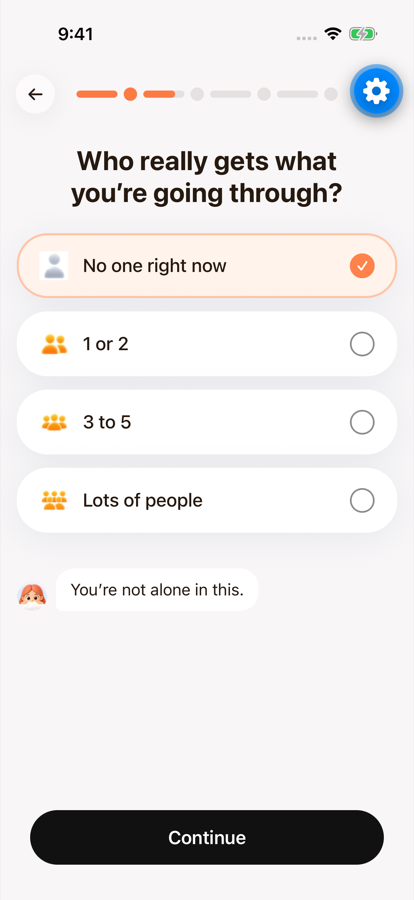 9:41
Who really gets what
you’re going through?
No one right now
1 or 2
3 to 5
Lots of people
You’re not alone in this.
Continue